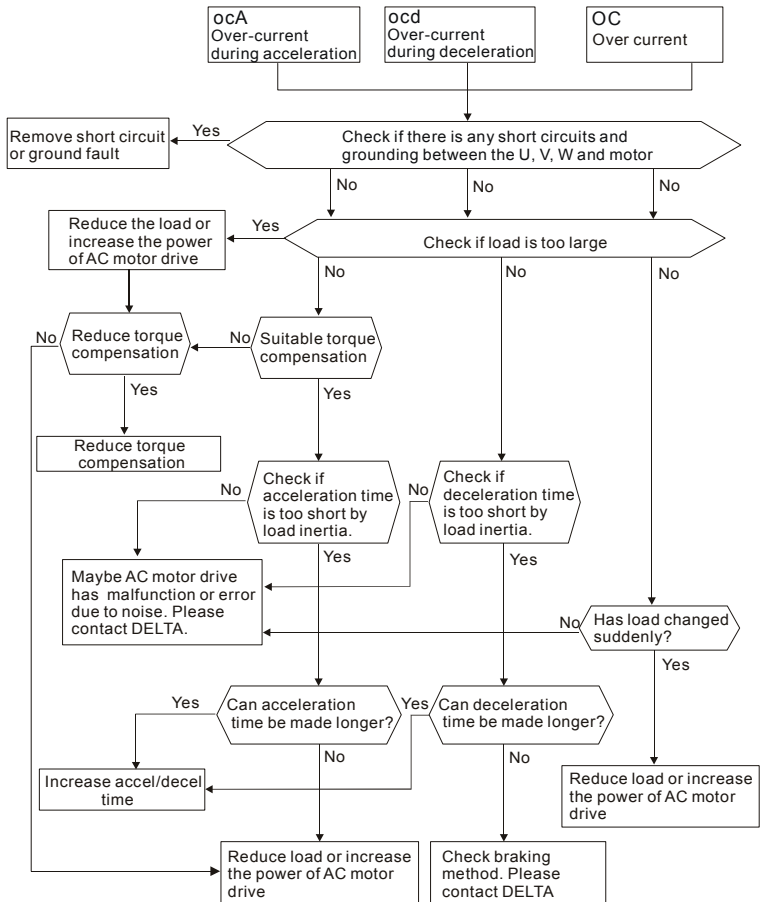 ocA
Over-current
during acceleration
ocd
Over-current
during deceleration
OC
Over current
Remove short circuit
or ground fault
Yes
Check if there is any short circuits and
grounding between the U, V, W and motor
No
No
No
Reduce the load or
increase the power
of AC motor drive
Yes
Check if load is too large
No
No
No
No
Reduce torque
compensation
No
Suitable torque
compensation
Yes
Yes
Reduce torque
compensation
No
Check if
acceleration time
is too short by
load inertia.
No
Check if
deceleration time
is too short by
load inertia.
Yes
Yes
Maybe AC motor drive
has malfunction or error
due to noise. Please
contact DELTA.
No
Has load changed
suddenly?
Yes
Yes
Can acceleration
time be made longer?
Yes
Can deceleration
time be made longer?
No
No
Increase accel/decel
time
Reduce load or increase
the power of AC motor
drive
Reduce load or increase
the power of AC motor
drive
Check braking
method. Please
contact DELTA